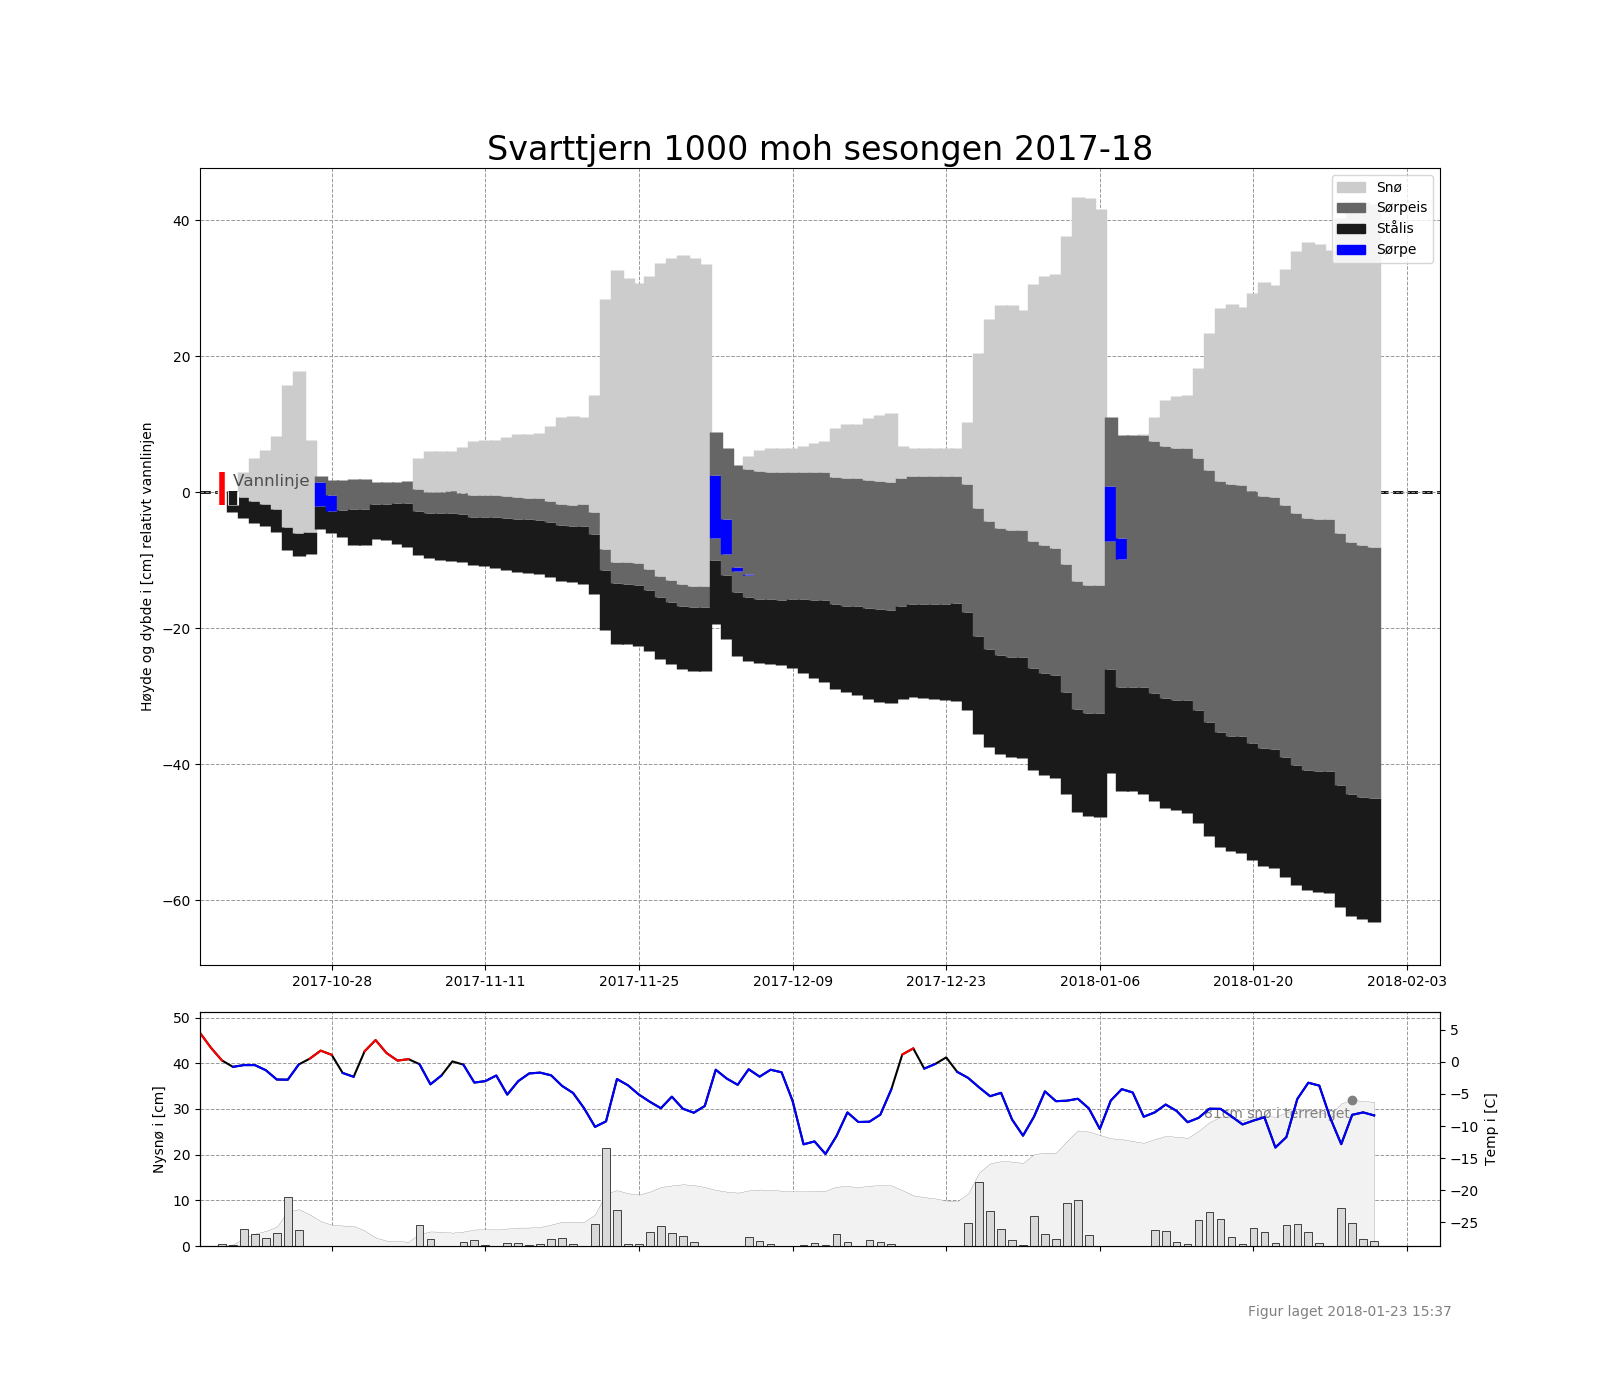 Svarttjern 1000 moh sesongen 2017-18
Snø
Sørpeis
Stålis
Sørpe
Høyde og dybde i [cm] relativt vannlinjen
40
20
0
−20
−40
−60
Vannlinje
2017-10-28
2017-11-11
2017-11-25
2017-12-09
2017-12-23
2018-01-06
2018-01-20
2018-02-03
Nysnø i [cm]
50
40
30
20
10
0
81cm snø i terrenget
5
0
−5
−10
−15
−20
−25
Temp i [C]
Figur laget 2018-01-23 15:37